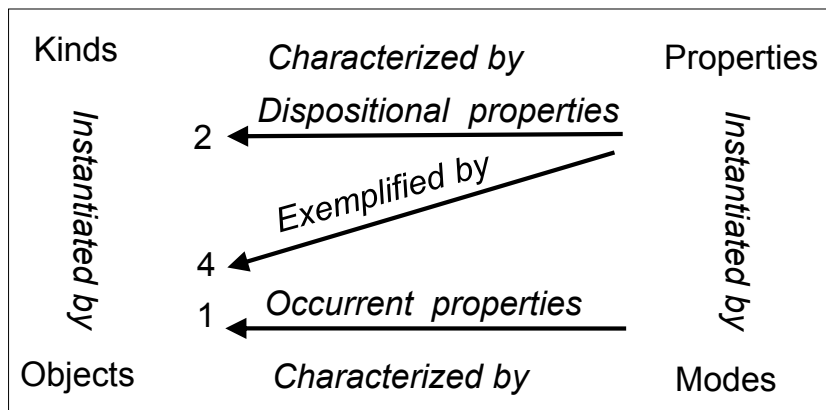 Kinds Characterized by Properties
Dispositional properties
2
Instantiated by
Exemplified by
Instantiated by
4
Occurrent properties
1
Objects Characterized by Modes